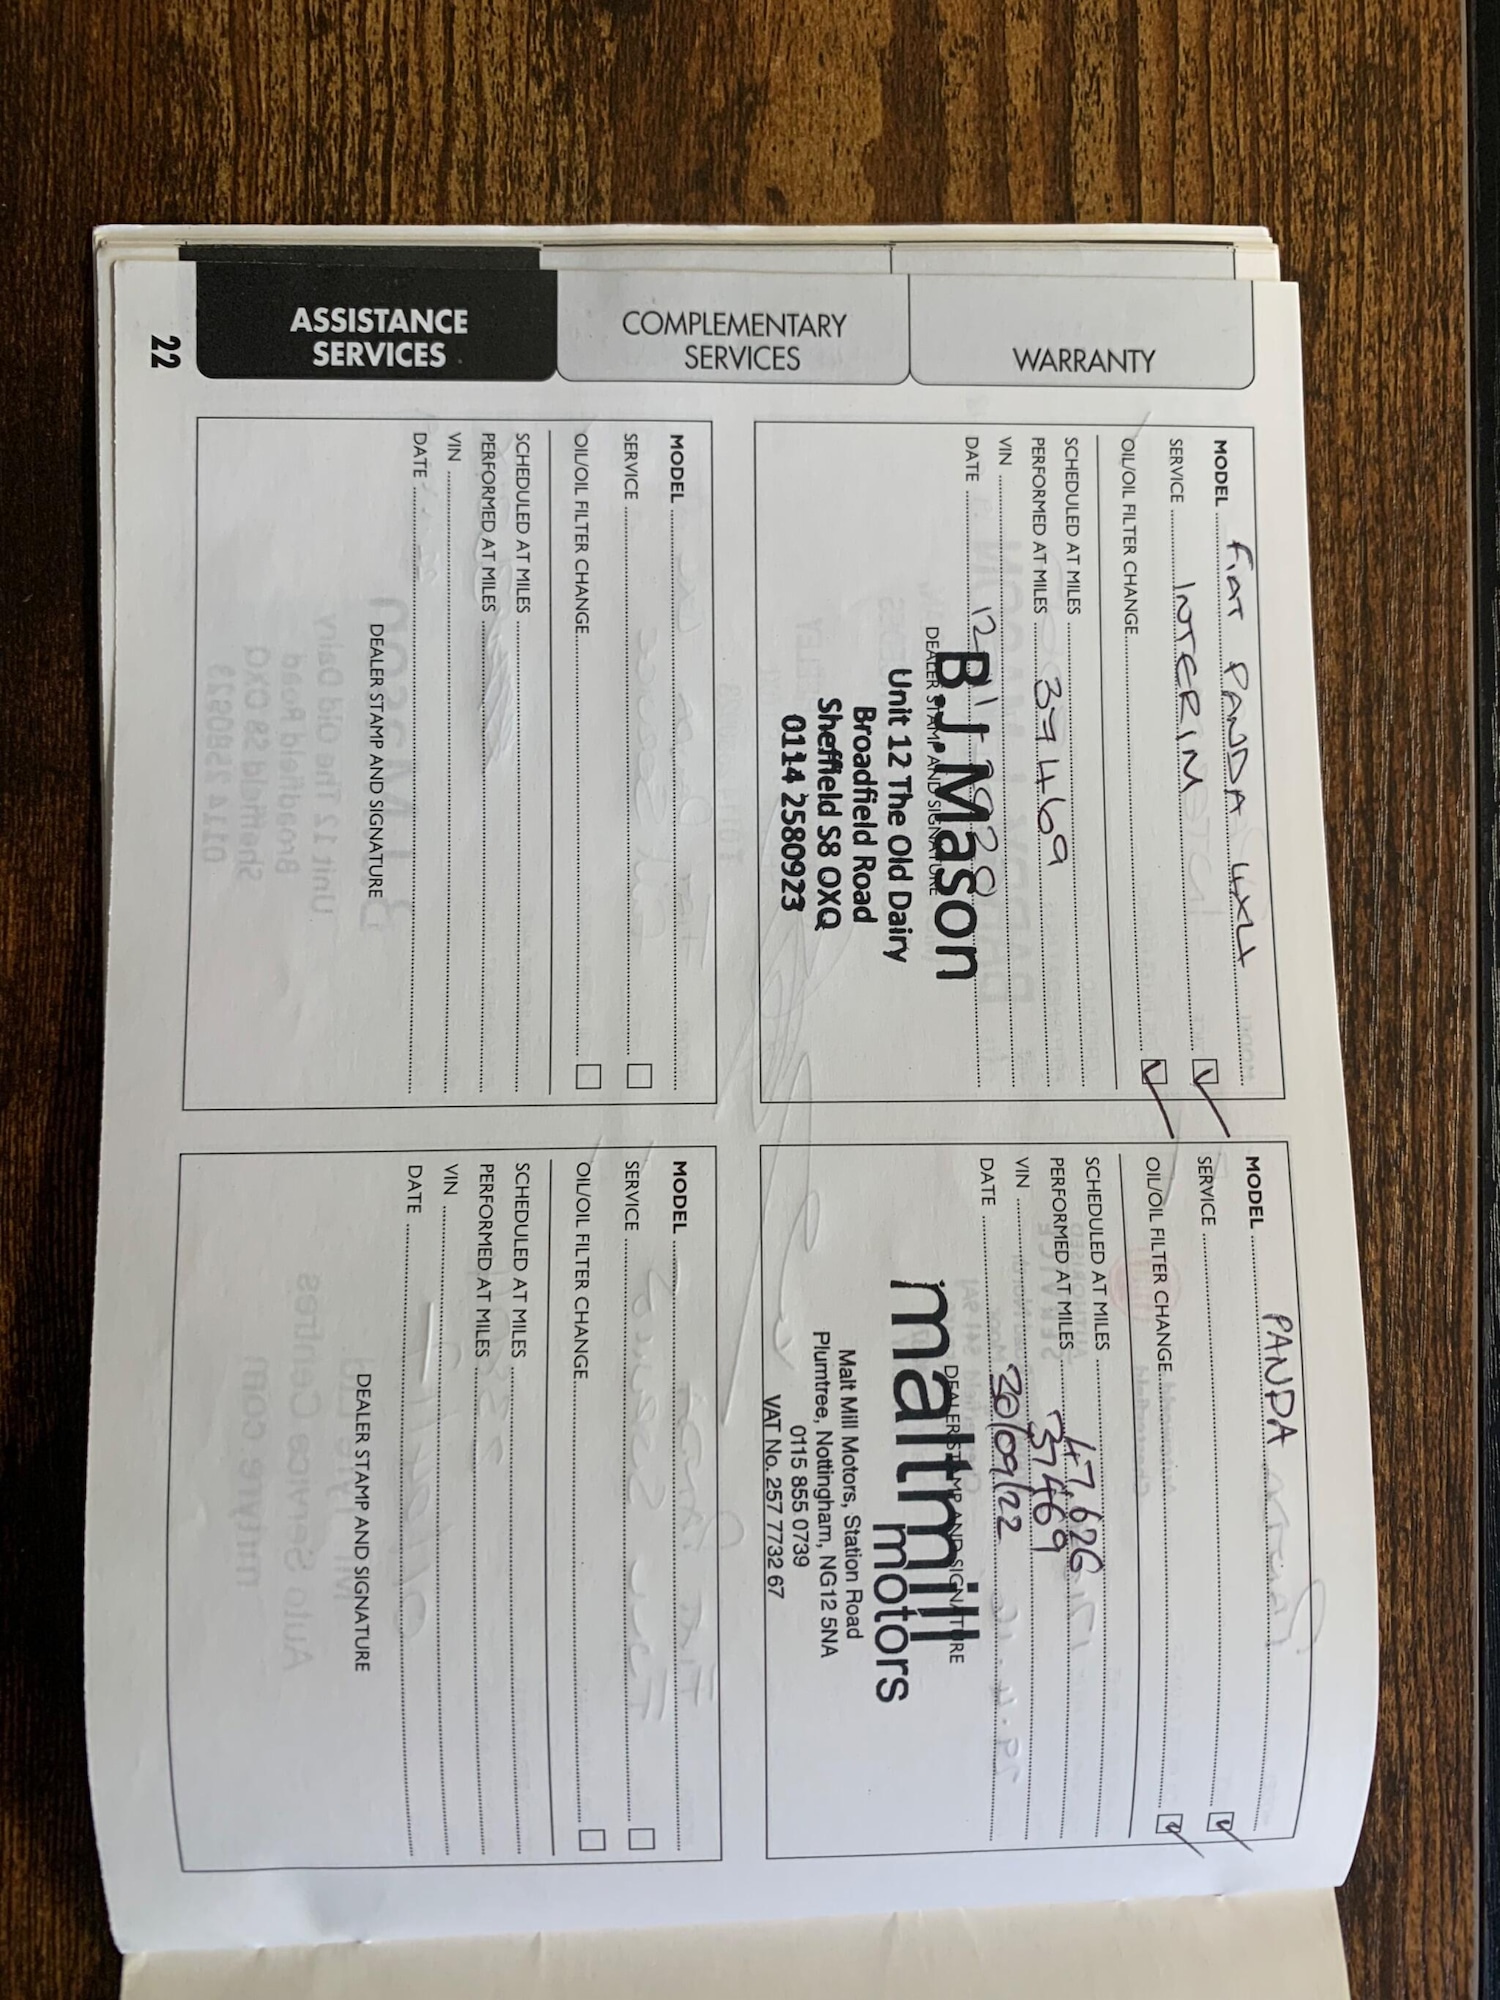 WARRANTY
COMPLEMENTARY
SERVICES
ASSISTANCE
SERVICES
22
MODEL FIAT PANDA 4X4
SERVICE INTERIM
OIL/OIL FILTER CHANGE
SCHEDULED AT MILES
PERFORMED AT MILES 37469
VIN
DATE
DEALER STAMP AND SIGNATURE
B.J.Mason
Unit 12 The Old Dairy
Broadfield Road
Sheffield S8 0XQ
0114 2580923
MODEL PANDA
SERVICE
OIL/OIL FILTER CHANGE
SCHEDULED AT MILES 47,626
PERFORMED AT MILES 37469
VIN
DATE 30/09/22
DEALER STAMP AND SIGNATURE
maltmill
motors
Malt Mill Motors, Station Road
Plumtree, Nottingham, NG12 5NA
0115 855 0739
VAT No. 257 7732 67
MODEL
SERVICE
OIL/OIL FILTER CHANGE
SCHEDULED AT MILES
PERFORMED AT MILES
VIN
DATE
DEALER STAMP AND SIGNATURE
MODEL
SERVICE
OIL/OIL FILTER CHANGE
SCHEDULED AT MILES
PERFORMED AT MILES
VIN
DATE
DEALER STAMP AND SIGNATURE